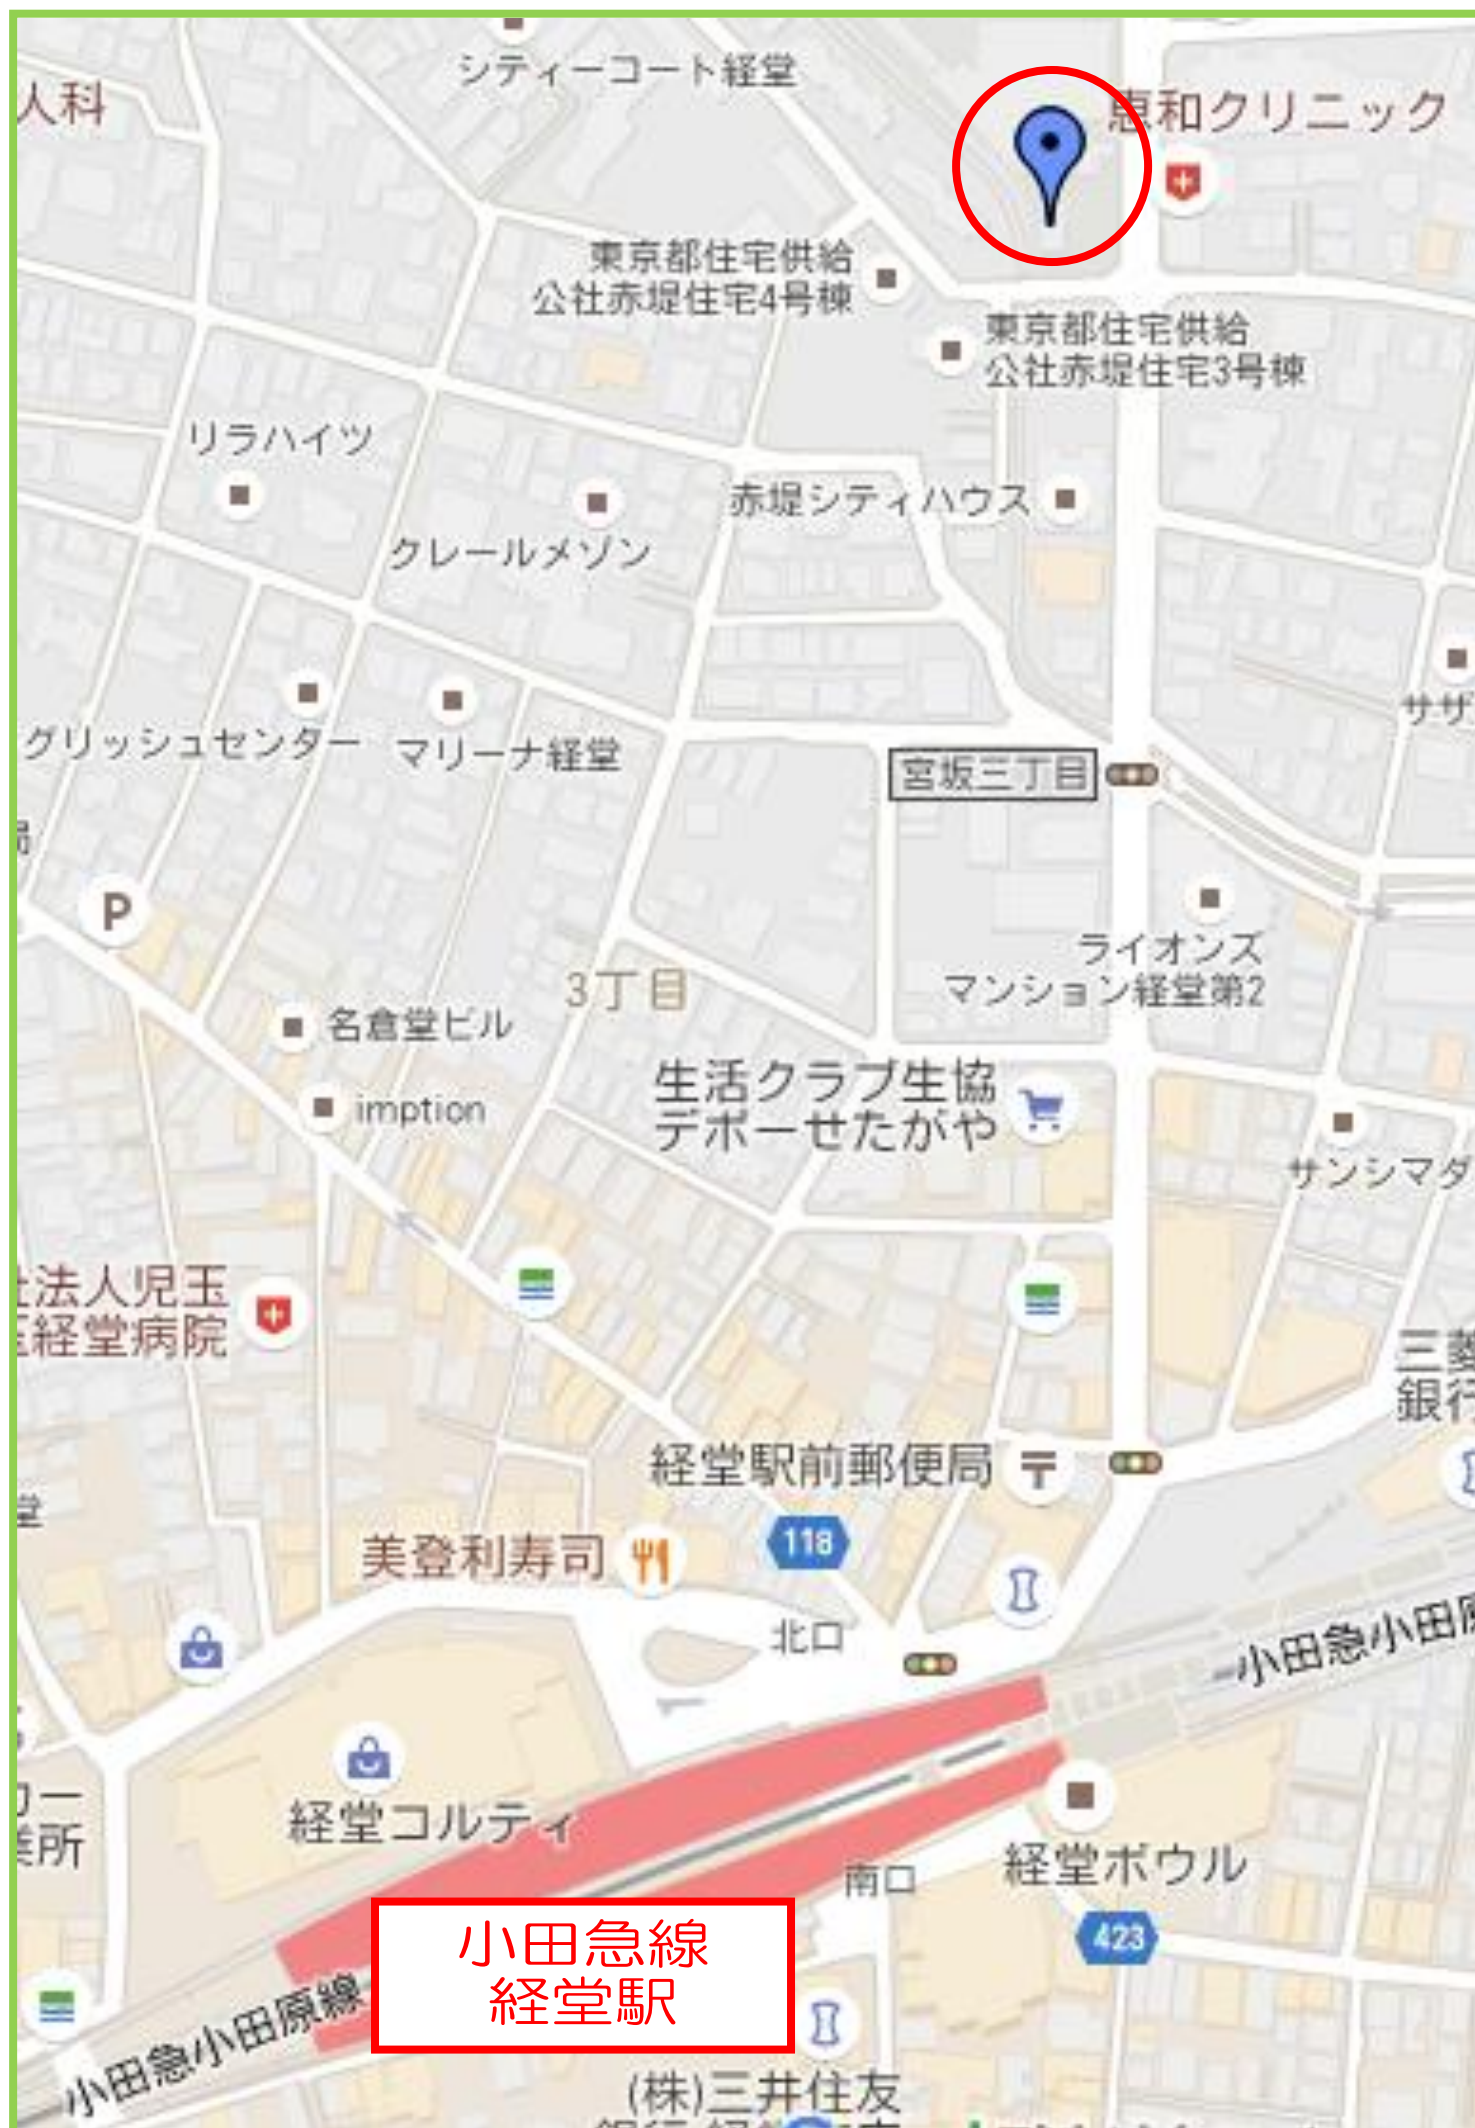 シティーコート経堂
人科
恵和クリニック
東京都住宅供給
公社赤堤住宅4号棟
東京都住宅供給
公社赤堤住宅3号棟
リラハイツ
赤堤シティハウス
クレールメゾン
サザ
グリッシュセンター
マリーナ経堂
宮坂三丁目
P
ライオンズ
マンション経堂第2
3丁目
名倉堂ビル
imption
生活クラブ生協
デポーせたがや
サンシマダ
法人児玉
経堂病院
三菱
銀行
経堂駅前郵便局
堂
美登利寿司
118
北口
小田急小田原
経堂コルティ
業所
経堂ボウル
南口
423
小田急線
経堂駅
小田急小田原線
(株)三井住友